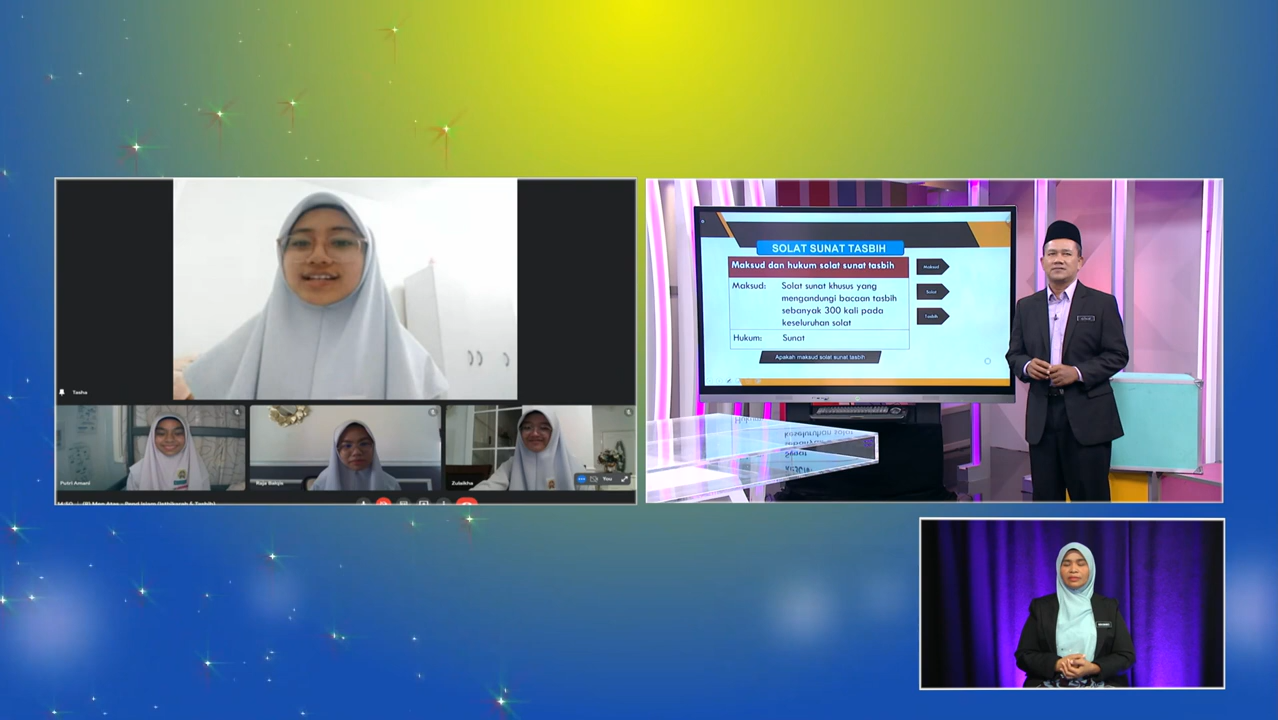 Tasha
Putri Amani
Raja Balqis
Zulaikha
You
SOLAT SUNAT TASBIH
Maksud dan hukum solat sunat tasbih
Maksud: Solat sunat khusus yang
mengandungi bacaan tasbih
sebanyak 300 kali pada
keseluruhan solat
Hukum: Sunat
Apakah maksud solat sunat tasbih
Maksud
Solat
Tasbih